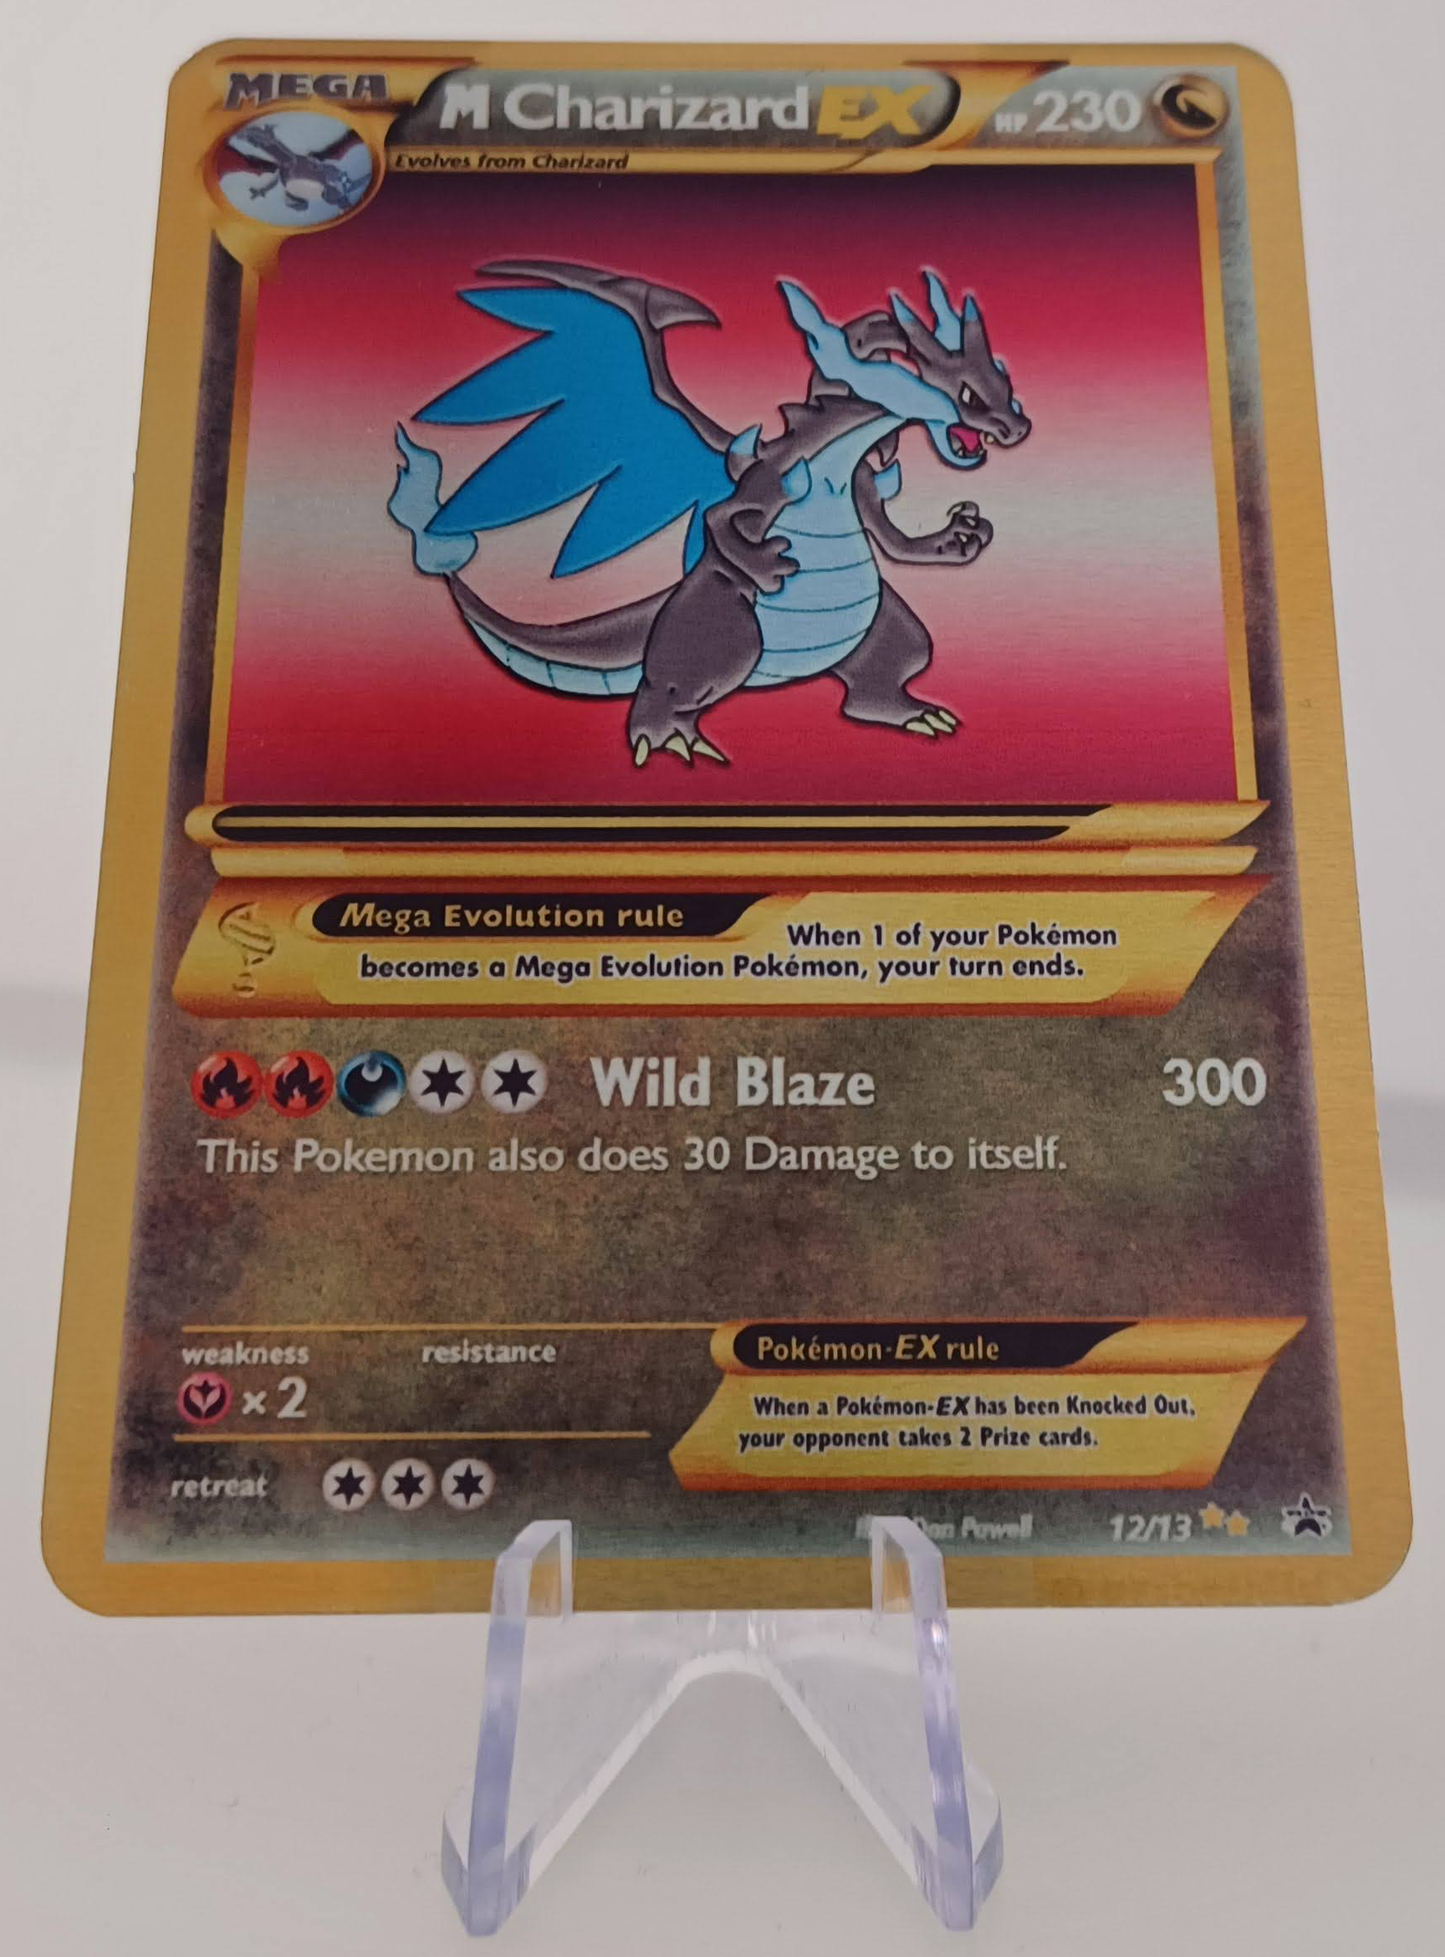 MEGA
M Charizard EX HP 230
Evolves from Charizard
Mega Evolution rule
When 1 of your Pokémon
becomes a Mega Evolution Pokémon, your turn ends.
Wild Blaze 300
This Pokemon also does 30 Damage to itself.
weakness resistance
× 2
Pokémon-EX rule
When a Pokémon-EX has been Knocked Out,
your opponent takes 2 Prize cards.
retreat
Don Powell 12/13